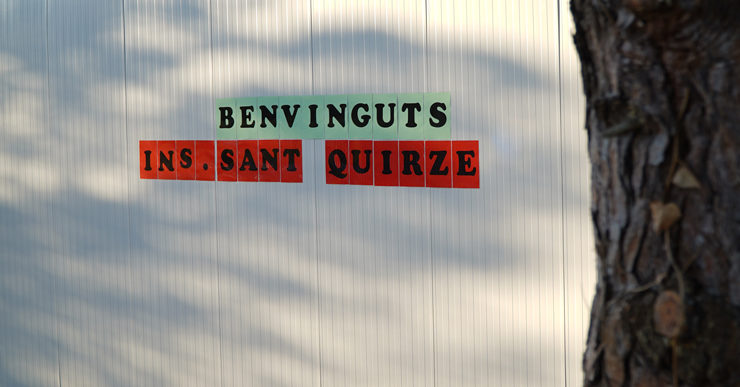 BENVINGUTS
INS. SANT QUIRZE